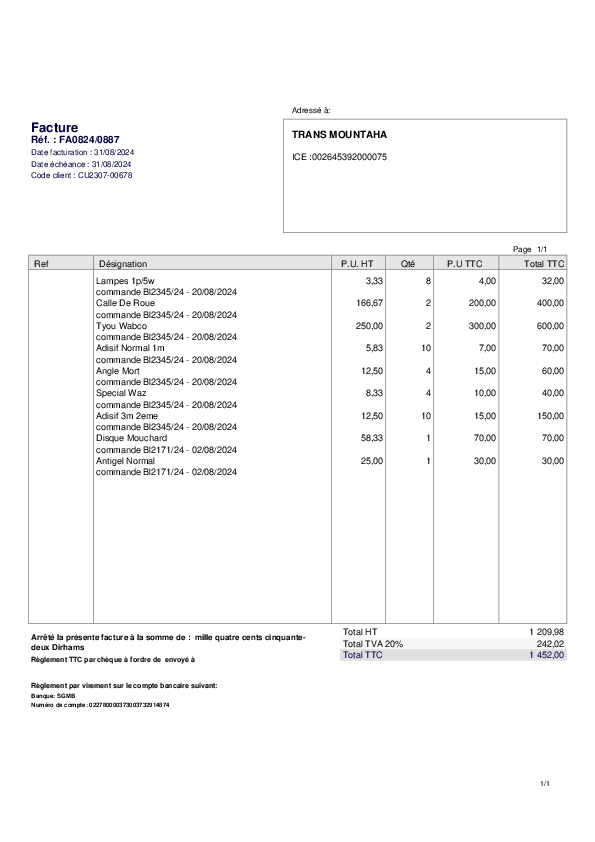 Adressé à:
Facture
Réf. : FA0824/0887
Date facturation : 31/08/2024
Date échéance : 31/08/2024
Code client : CU2307-00678
TRANS MOUNTAHA
ICE :002645392000075
Page 1/1
Ref Désignation P.U. HT Qté P.U TTC Total TTC
Lampes 1p/5w 3,33 8 4,00 32,00
commande Bl2345/24 - 20/08/2024
Calle De Roue 166,67 2 200,00 400,00
commande Bl2345/24 - 20/08/2024
Tyou Wabco 250,00 2 300,00 600,00
commande Bl2345/24 - 20/08/2024
Adisif Normal 1m 5,83 10 7,00 70,00
commande Bl2345/24 - 20/08/2024
Angle Mort 12,50 4 15,00 60,00
commande Bl2345/24 - 20/08/2024
Special Waz 8,33 4 10,00 40,00
commande Bl2345/24 - 20/08/2024
Adisif 3m 2eme 12,50 10 15,00 150,00
commande Bl2345/24 - 20/08/2024
Disque Mouchard 58,33 1 70,00 70,00
commande Bl2171/24 - 02/08/2024
Antigel Normal 25,00 1 30,00 30,00
commande Bl2171/24 - 02/08/2024
Total HT 1 209,98
Total TVA 20% 242,02
Total TTC 1 452,00
Arrêté la présente facture à la somme de : mille quatre cents cinquante-
deux Dirhams
Règlement TTC par chèque à l'ordre de envoyé à
Règlement par virement sur le compte bancaire suivant:
Banque: SGMB
Numéro de compte:
1/1